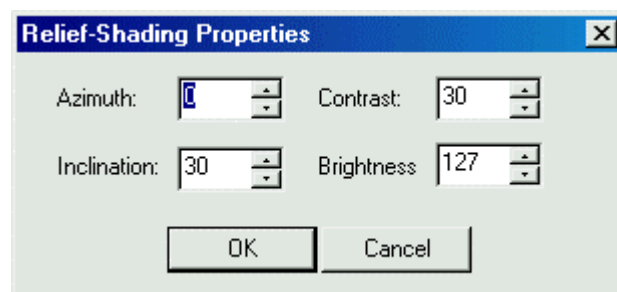 Relief-Shading Properties
Azimuth: 0 Contrast: 30
Inclination: 30 Brightness 127
OK Cancel